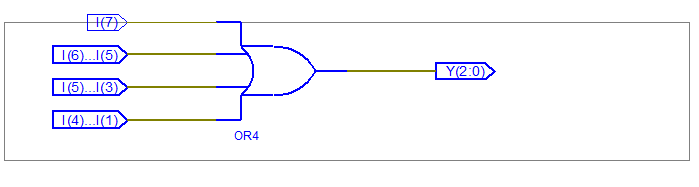 I(7)
I(6)...I(5)
I(5)...I(3)
I(4)...I(1)
Y(2:0)
OR4